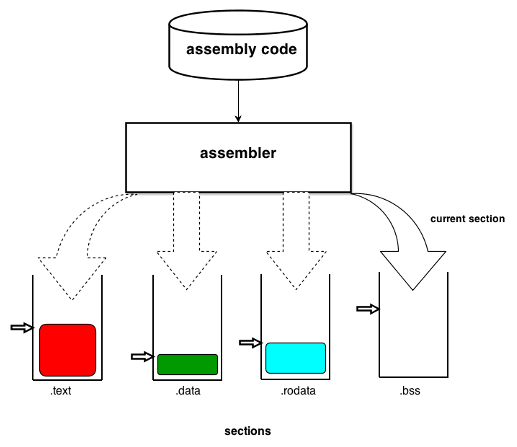 assembly code
assembler
current section
.text
.data
.rodata
.bss
sections